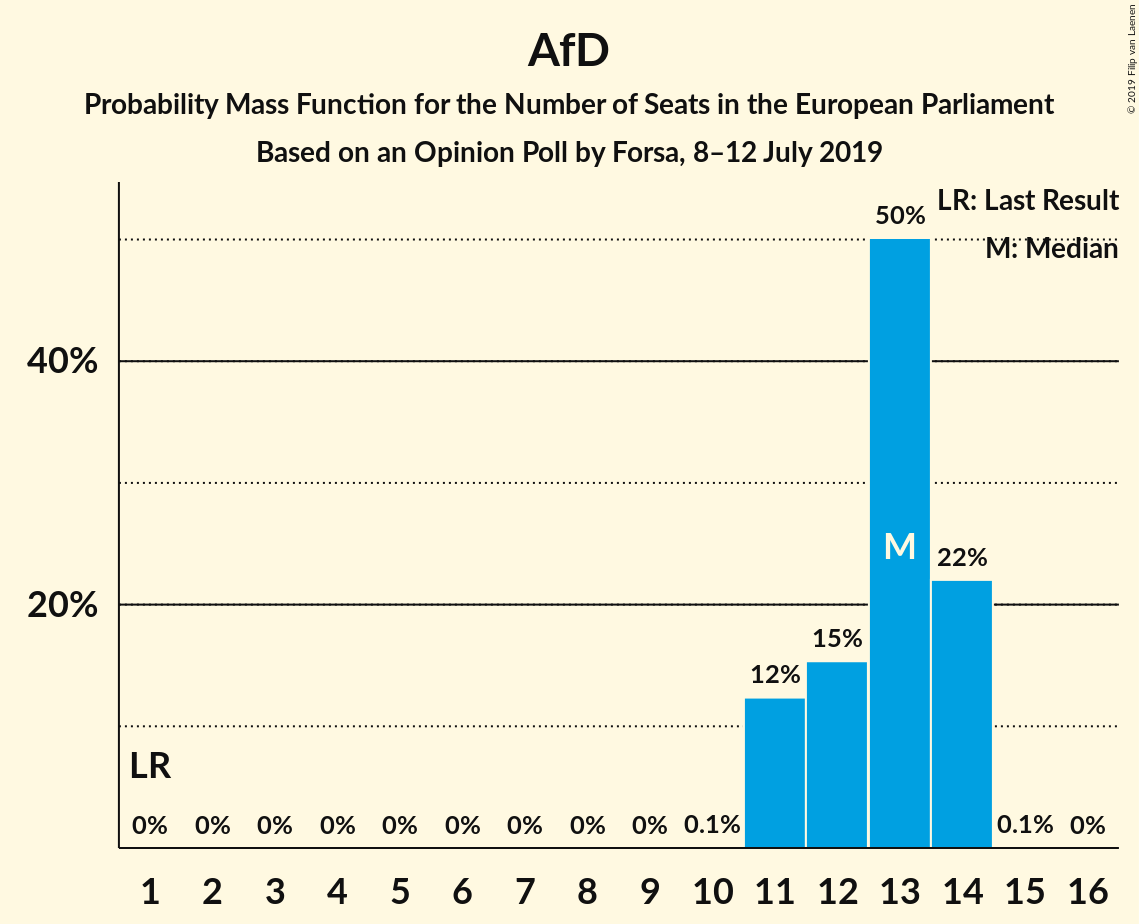 AfD
Probability Mass Function for the Number of Seats in the European Parliament
Based on an Opinion Poll by Forsa, 8–12 July 2019
© 2019 Filip van Laenen
LR: Last Result
M: Median
50%
40%
M
22%
20%
15%
12%
LR
0% 0% 0% 0% 0% 0% 0% 0% 0% 0.1% 0.1% 0%
1 2 3 4 5 6 7 8 9 10 11 12 13 14 15 16